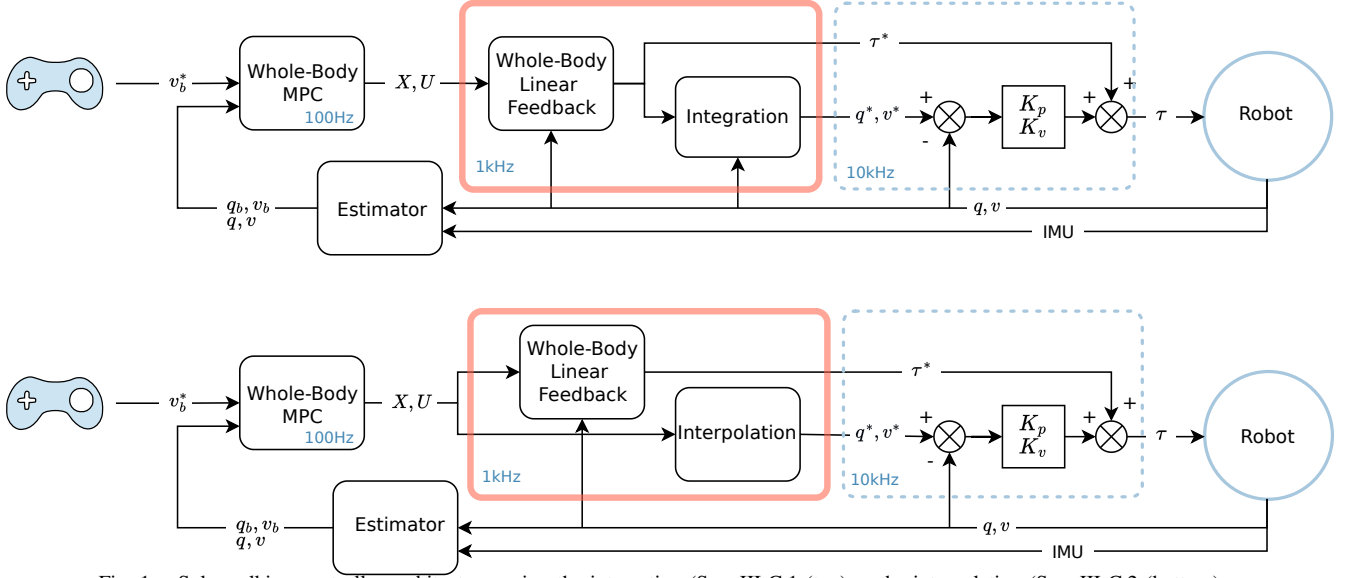 v_b^*
Whole-Body
MPC
100Hz
X, U
Whole-Body
Linear
Feedback
Integration
1kHz
τ*
q*, v*
+
-
K_p
K_v
+
+
10kHz
τ
Robot
Estimator
q_b, v_b
q, v
q, v
IMU
v_b^*
Whole-Body
MPC
100Hz
X, U
Whole-Body
Linear
Feedback
Interpolation
1kHz
τ*
q*, v*
+
-
K_p
K_v
+
+
10kHz
τ
Robot
Estimator
q_b, v_b
q, v
q, v
IMU